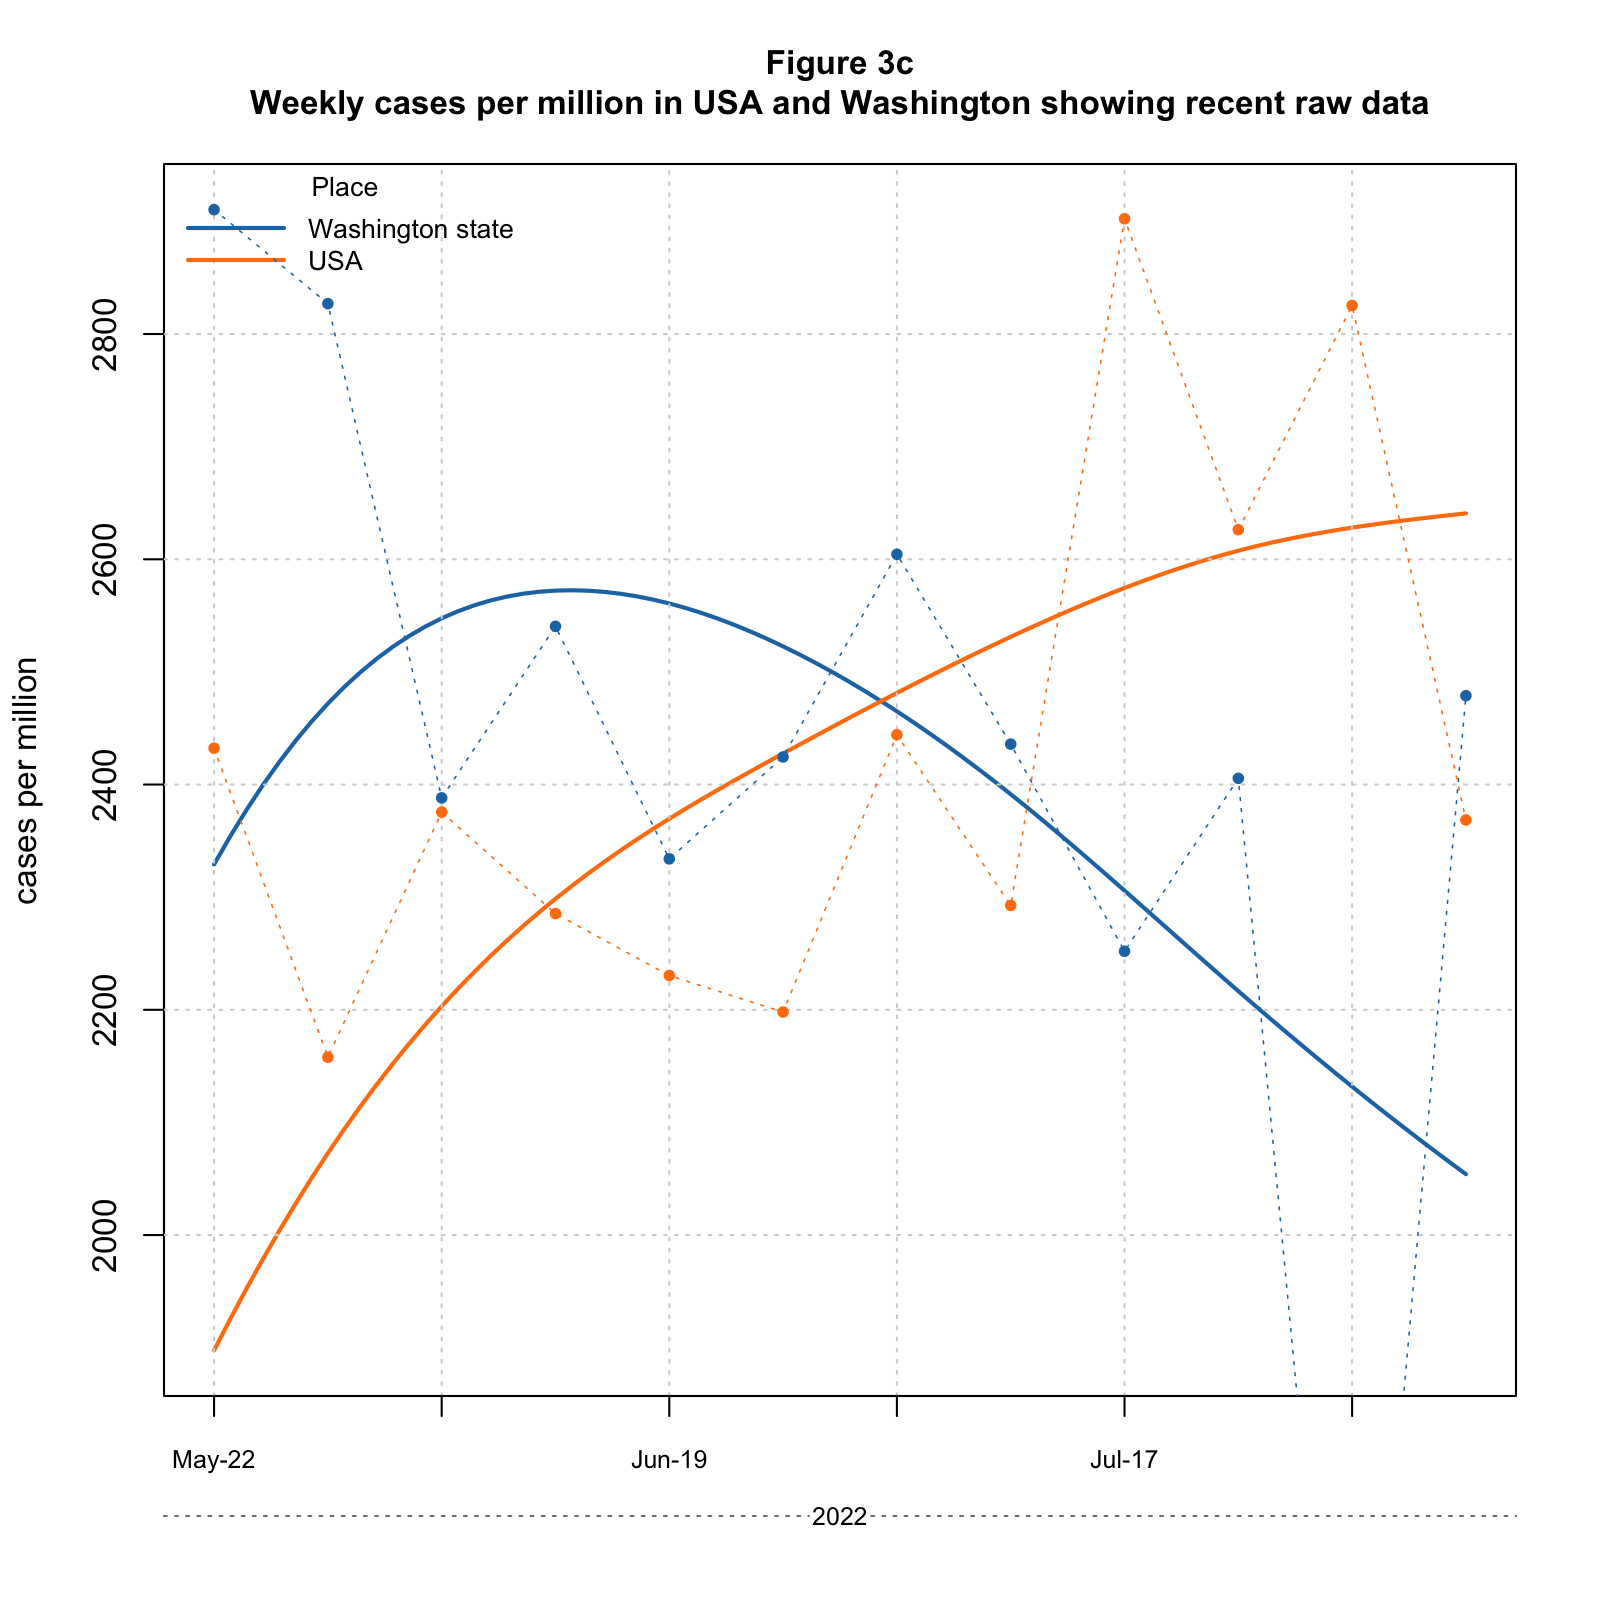 Figure 3c
Weekly cases per million in USA and Washington showing recent raw data
Place
Washington state
USA
cases per million
2800
2600
2400
2200
2000
May-22
Jun-19
Jul-17
2022